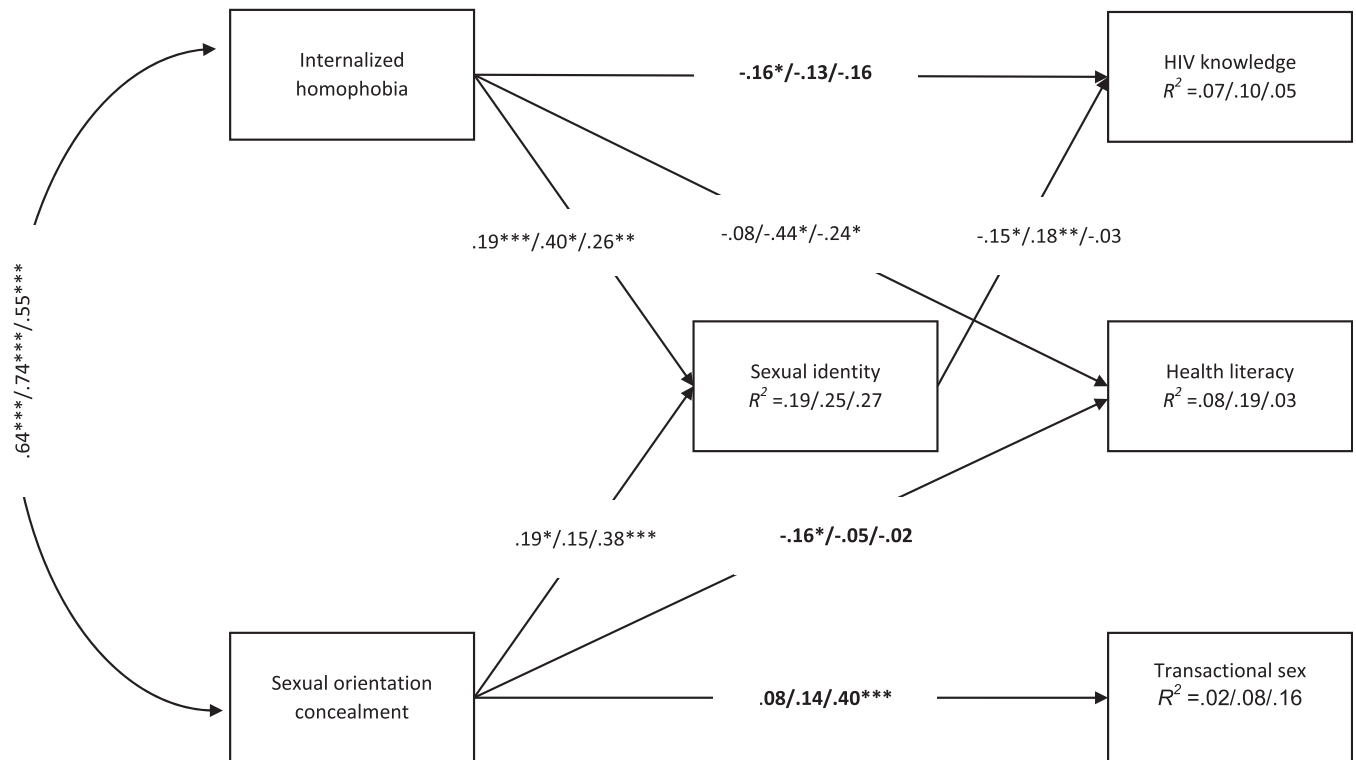 Internalized
homophobia
-.16*/-.13/-.16
HIV knowledge
R² =.07/.10/.05
.19***/.40*/.26**
-.08/-.44*/-.24*
-.15*/.18**/-.03
.64***/.74***/.55***
Sexual identity
R² =.19/.25/.27
Health literacy
R² =.08/.19/.03
.19*/.15/.38***
-.16*/-.05/-.02
Sexual orientation
concealment
.08/.14/.40***
Transactional sex
R² =.02/.08/.16